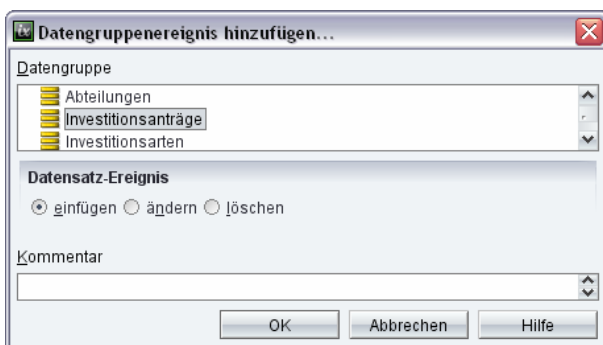 Datengruppenereignis hinzufügen...
Datengruppe
Abteilungen
Investitionsanträge
Investitionsarten
Datensatz-Ereignis
einfügen ändern löschen
Kommentar
OK Abbrechen Hilfe